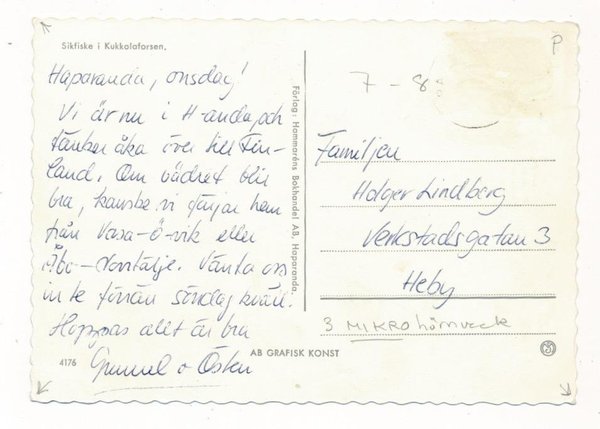 Sikfiske i Kukkolaforsen.
Haparanda, onsdag!
Vi är nu i H-anda, och
tänker åka över till Fin-
land. Om vädret blir
bra, kanske vi färjar hem
från Vasa-Ö-vik eller
Åbo-Norrtälje. Vänta oss
inte förrän söndag kväll.
Hoppas allt är bra
Gunnel o Östen
4176
Förlag: Hammaréns Bokhandel AB, Haparanda.
AB GRAFISK KONST
P
7-8
Familjen
Holger Lindberg
Verkstadsgatan 3
Heby
3 MIKROhörnveck